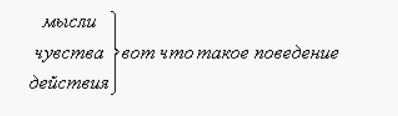 мысли
чувства
действия
вот что такое поведение